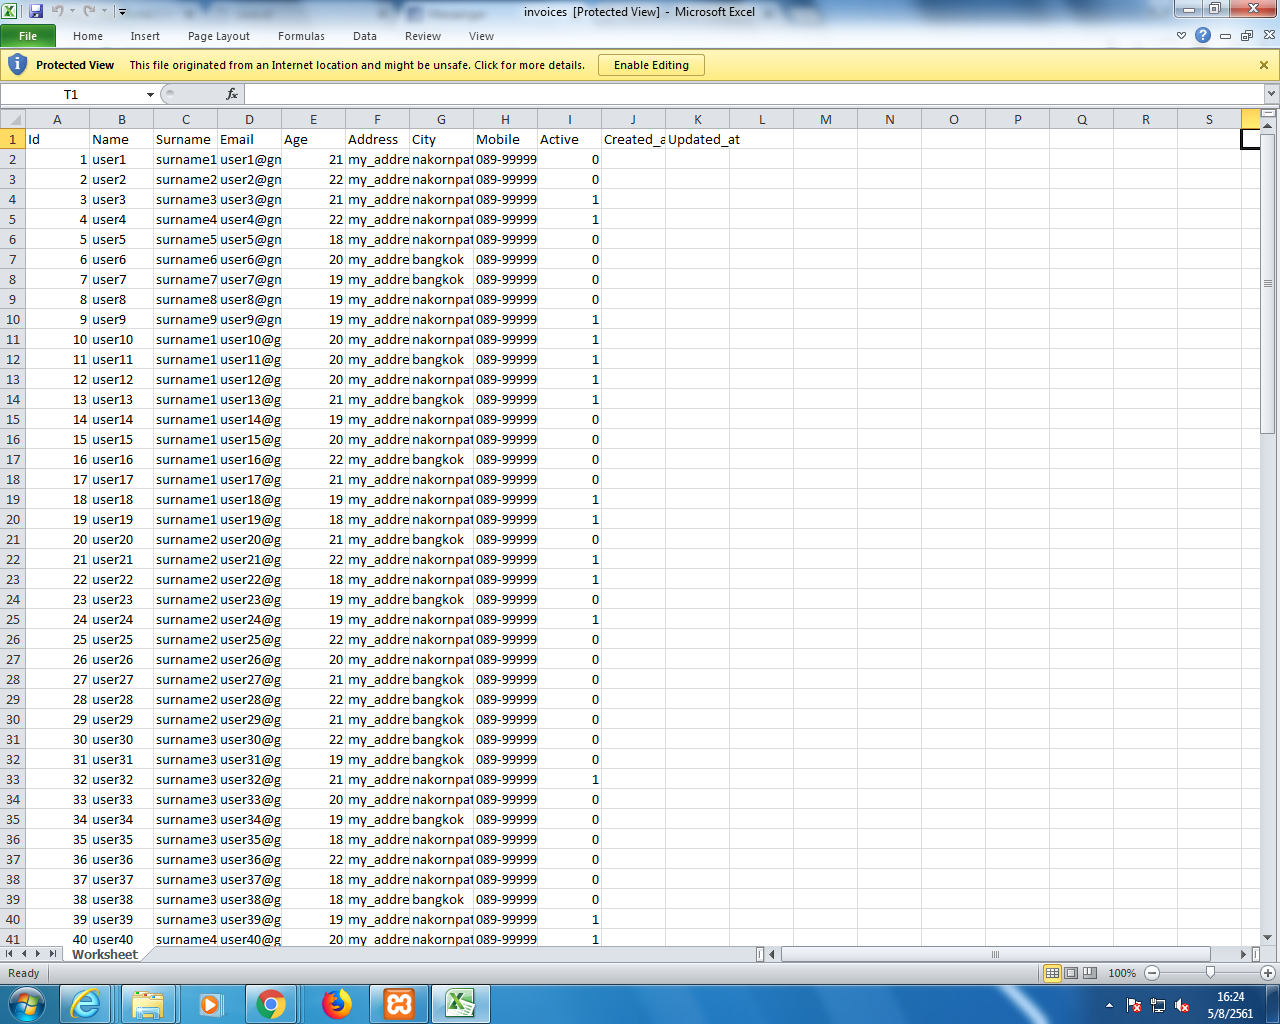 invoices [Protected View] - Microsoft Excel
File Home Insert Page Layout Formulas Data Review View
Protected View This file originated from an Internet location and might be unsafe. Click for more details. Enable Editing
T1 fx
A B C D E F G H I J K L M N O P Q R S
1 Id Name Surname Email Age Address City Mobile Active Created_a Updated_at
2 1 user1 surname1 user1@gm 21 my_addre nakornpat 089-99999 0
3 2 user2 surname2 user2@gm 22 my_addre nakornpat 089-99999 0
4 3 user3 surname3 user3@gm 21 my_addre nakornpat 089-99999 1
5 4 user4 surname4 user4@gm 22 my_addre nakornpat 089-99999 1
6 5 user5 surname5 user5@gm 18 my_addre nakornpat 089-99999 0
7 6 user6 surname6 user6@gm 20 my_addre bangkok 089-99999 0
8 7 user7 surname7 user7@gm 19 my_addre bangkok 089-99999 0
9 8 user8 surname8 user8@gm 19 my_addre nakornpat 089-99999 0
10 9 user9 surname9 user9@gm 19 my_addre nakornpat 089-99999 1
11 10 user10 surname1 user10@g 20 my_addre nakornpat 089-99999 1
12 11 user11 surname1 user11@g 20 my_addre bangkok 089-99999 1
13 12 user12 surname1 user12@g 20 my_addre nakornpat 089-99999 1
14 13 user13 surname1 user13@g 21 my_addre bangkok 089-99999 1
15 14 user14 surname1 user14@g 19 my_addre nakornpat 089-99999 0
16 15 user15 surname1 user15@g 20 my_addre nakornpat 089-99999 0
17 16 user16 surname1 user16@g 22 my_addre bangkok 089-99999 0
18 17 user17 surname1 user17@g 21 my_addre nakornpat 089-99999 0
19 18 user18 surname1 user18@g 19 my_addre nakornpat 089-99999 1
20 19 user19 surname1 user19@g 18 my_addre nakornpat 089-99999 1
21 20 user20 surname2 user20@g 21 my_addre bangkok 089-99999 0
22 21 user21 surname2 user21@g 22 my_addre nakornpat 089-99999 1
23 22 user22 surname2 user22@g 18 my_addre nakornpat 089-99999 1
24 23 user23 surname2 user23@g 19 my_addre bangkok 089-99999 0
25 24 user24 surname2 user24@g 19 my_addre nakornpat 089-99999 1
26 25 user25 surname2 user25@g 22 my_addre nakornpat 089-99999 0
27 26 user26 surname2 user26@g 20 my_addre nakornpat 089-99999 0
28 27 user27 surname2 user27@g 21 my_addre bangkok 089-99999 0
29 28 user28 surname2 user28@g 22 my_addre bangkok 089-99999 0
30 29 user29 surname2 user29@g 21 my_addre bangkok 089-99999 0
31 30 user30 surname3 user30@g 22 my_addre bangkok 089-99999 0
32 31 user31 surname3 user31@g 19 my_addre bangkok 089-99999 0
33 32 user32 surname3 user32@g 21 my_addre nakornpat 089-99999 1
34 33 user33 surname3 user33@g 20 my_addre nakornpat 089-99999 0
35 34 user34 surname3 user34@g 19 my_addre bangkok 089-99999 0
36 35 user35 surname3 user35@g 18 my_addre nakornpat 089-99999 0
37 36 user36 surname3 user36@g 22 my_addre nakornpat 089-99999 0
38 37 user37 surname3 user37@g 18 my_addre nakornpat 089-99999 0
39 38 user38 surname3 user38@g 18 my_addre bangkok 089-99999 0
40 39 user39 surname3 user39@g 19 my_addre nakornpat 089-99999 1
41 40 user40 surname4 user40@g 20 my_addre nakornpat 089-99999 1
Worksheet
Ready 100%
16:24
5/8/2561